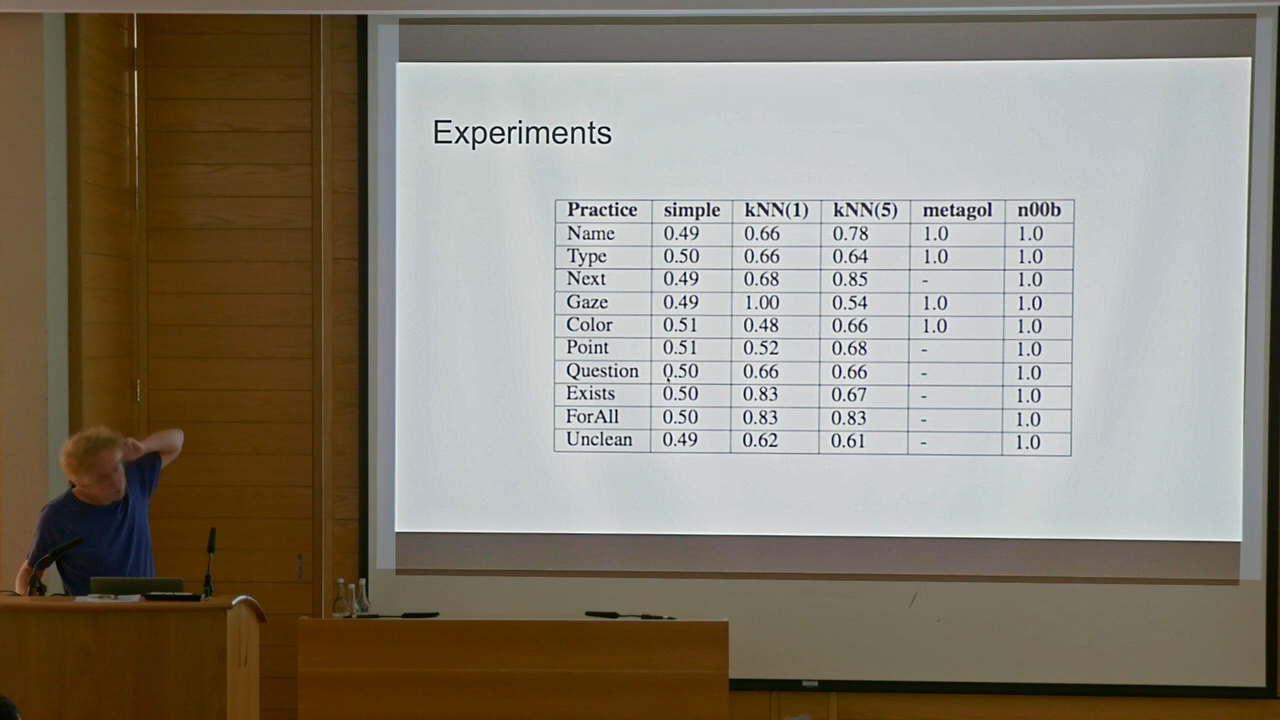 Experiments
Practice simple kNN(1) kNN(5) metagol n00b
Name 0.49 0.66 0.78 1.0 1.0
Type 0.50 0.66 0.64 1.0 1.0
Next 0.49 0.68 0.85 - 1.0
Gaze 0.49 1.00 0.54 1.0 1.0
Color 0.51 0.48 0.66 1.0 1.0
Point 0.51 0.52 0.68 - 1.0
Question 0.50 0.66 0.66 - 1.0
Exists 0.50 0.83 0.67 - 1.0
ForAll 0.50 0.83 0.83 - 1.0
Unclean 0.49 0.62 0.61 - 1.0